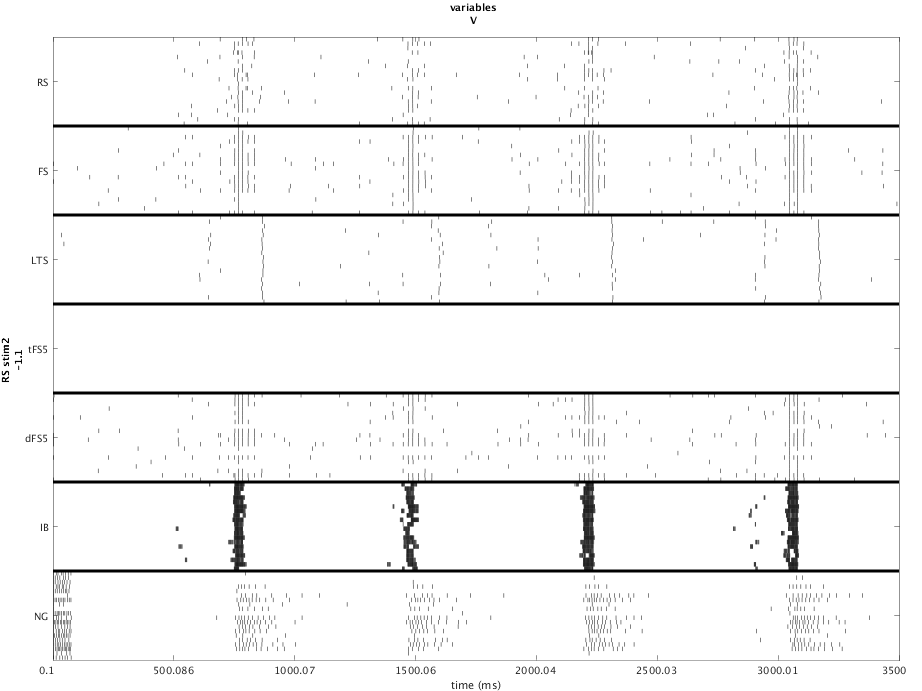 variables
V
RS
FS
LTS
RS stim2
-1.1
tFS5
dFS5
IB
NG
0.1
500.086
1000.07
1500.06
2000.04
2500.03
3000.01
3500
time (ms)